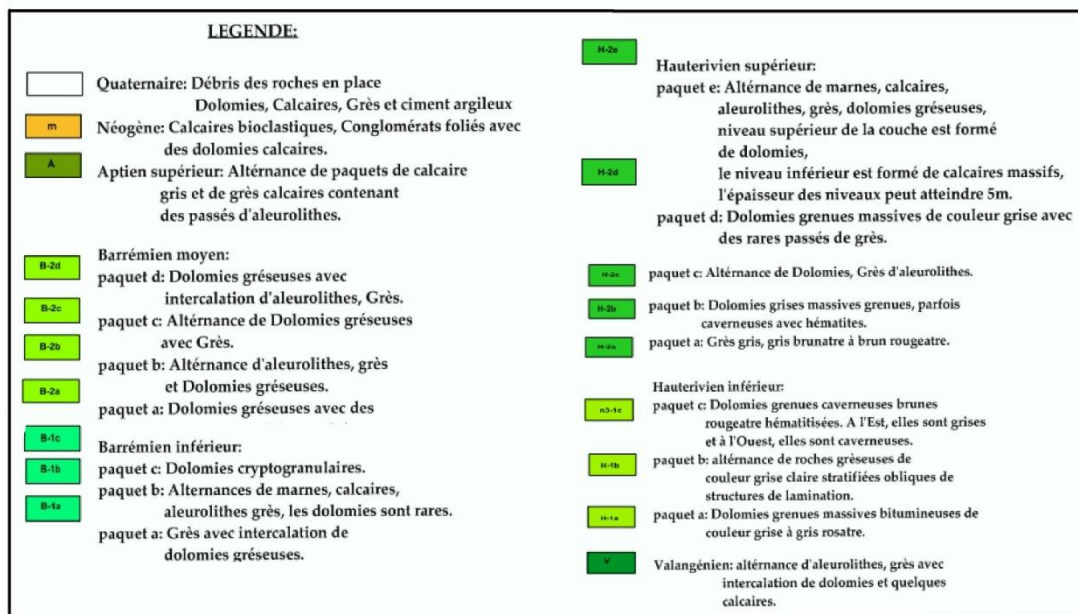 LEGENDE:
Quaternaire: Débris des roches en place
Dolomies, Calcaires, Grès et ciment argileux
m
Néogène: Calcaires bioclastiques, Conglomérats foliés avec
des dolomies calcaires.
A
Aptien supérieur: Altérnance de paquets de calcaire
gris et de grès calcaires contenant
des passés d'aleurolithes.
Barrémien moyen:
B-2d
paquet d: Dolomies gréseuses avec
intercalation d'aleurolithes, Grès.
B-2c
paquet c: Altérnance de Dolomies gréseuses
avec Grès.
B-2b
paquet b: Altérnance d'aleurolithes, grès
et Dolomies gréseuses.
B-2a
paquet a: Dolomies gréseuses avec des
B-1c
Barrémien inférieur:
paquet c: Dolomies cryptogranulaires.
B-1b
paquet b: Alternances de marnes, calcaires,
aleurolithes grès, les dolomies sont rares.
B-1a
paquet a: Grès avec intercalation de
dolomies gréseuses.
H-2e
Hauterivien supérieur:
paquet e: Altérnance de marnes, calcaires,
aleurolithes, grès, dolomies gréseuses,
niveau supérieur de la couche est formé
de dolomies,
H-2d
le niveau inférieur est formé de calcaires massifs,
l'épaisseur des niveaux peut atteindre 5m.
paquet d: Dolomies grenues massives de couleur grise avec
des rares passés de grès.
H-2c
paquet c: Altérnance de Dolomies, Grès d'aleurolithes.
H-2b
paquet b: Dolomies grises massives grenues, parfois
caverneuses avec hématites.
H-2a
paquet a: Grès gris, gris brunatre à brun rougeatre.
Hauterivien inférieur:
n3-1c
paquet c: Dolomies grenues caverneuses brunes
rougeatre hématitisées. A l'Est, elles sont grises
et à l'Ouest, elles sont caverneuses.
H-1b
paquet b: altérnance de roches grèseuses de
couleur grise claire stratifiées obliques de
structures de lamination.
H-1a
paquet a: Dolomies grenues massives bitumineuses de
couleur grise à gris rosatre.
V
Valangénien: altérnance d'aleurolithes, grès avec
intercalation de dolomies et quelques
calcaires.